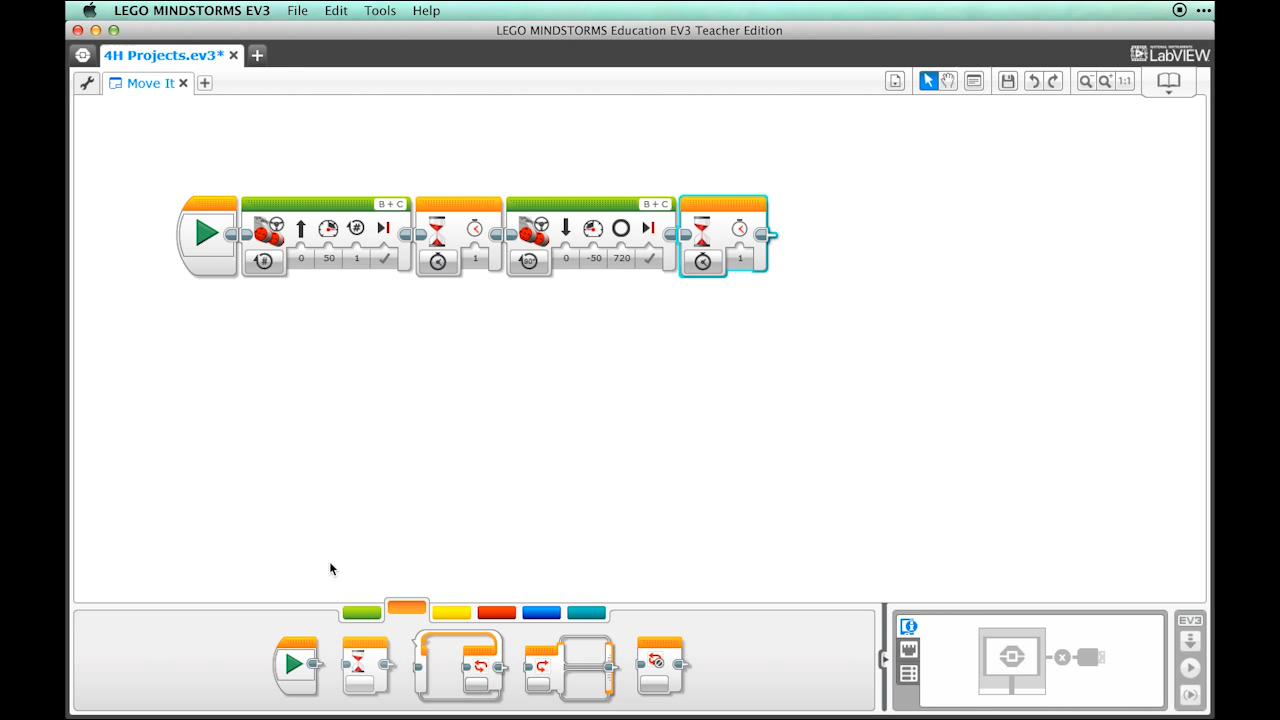 LEGO MINDSTORMS EV3 File Edit Tools Help
LEGO MINDSTORMS Education EV3 Teacher Edition
4H Projects.ev3*
LabVIEW
Move It
1:1
B + C
B + C
0 50 1
1
0 -50 720
1
EV3